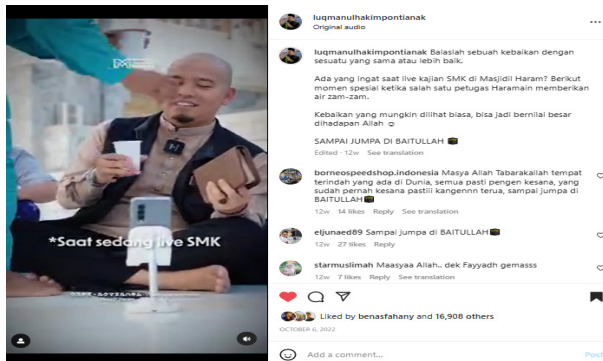 luqmanulhakimpontianak
Original audio
luqmanulhakimpontianak Balaslah sebuah kebaikan dengan
sesuatu yang sama atau lebih baik.
Ada yang ingat saat live kajian SMK di Masjidil Haram? Berikut
momen spesial ketika salah satu petugas Haramain memberikan
air zam-zam.
Kebaikan yang mungkin dilihat biasa, bisa jadi bernilai besar
dihadapan Allah ☺
SAMPAI JUMPA DI BAITULLAH 🕋
Edited · 12w See translation
borneospeedshop.indonesia Masya Allah Tabarakallah tempat
terindah yang ada di Dunia, semua pasti pengen kesana, yang
sudah pernah kesana pastiii kangennn terua, sampai jumpa di
BAITULLAH🕋
12w 14 likes Reply See translation
eljunaed89 Sampai jumpa di BAITULLAH🕋
12w 27 likes Reply
starmuslimah Maasyaa Allah.. dek Fayyadh gemasss
12w 7 likes Reply See translation
Liked by benasfahany and 16,908 others
OCTOBER 6, 2022
Add a comment...
Post
*Saat sedang live SMK